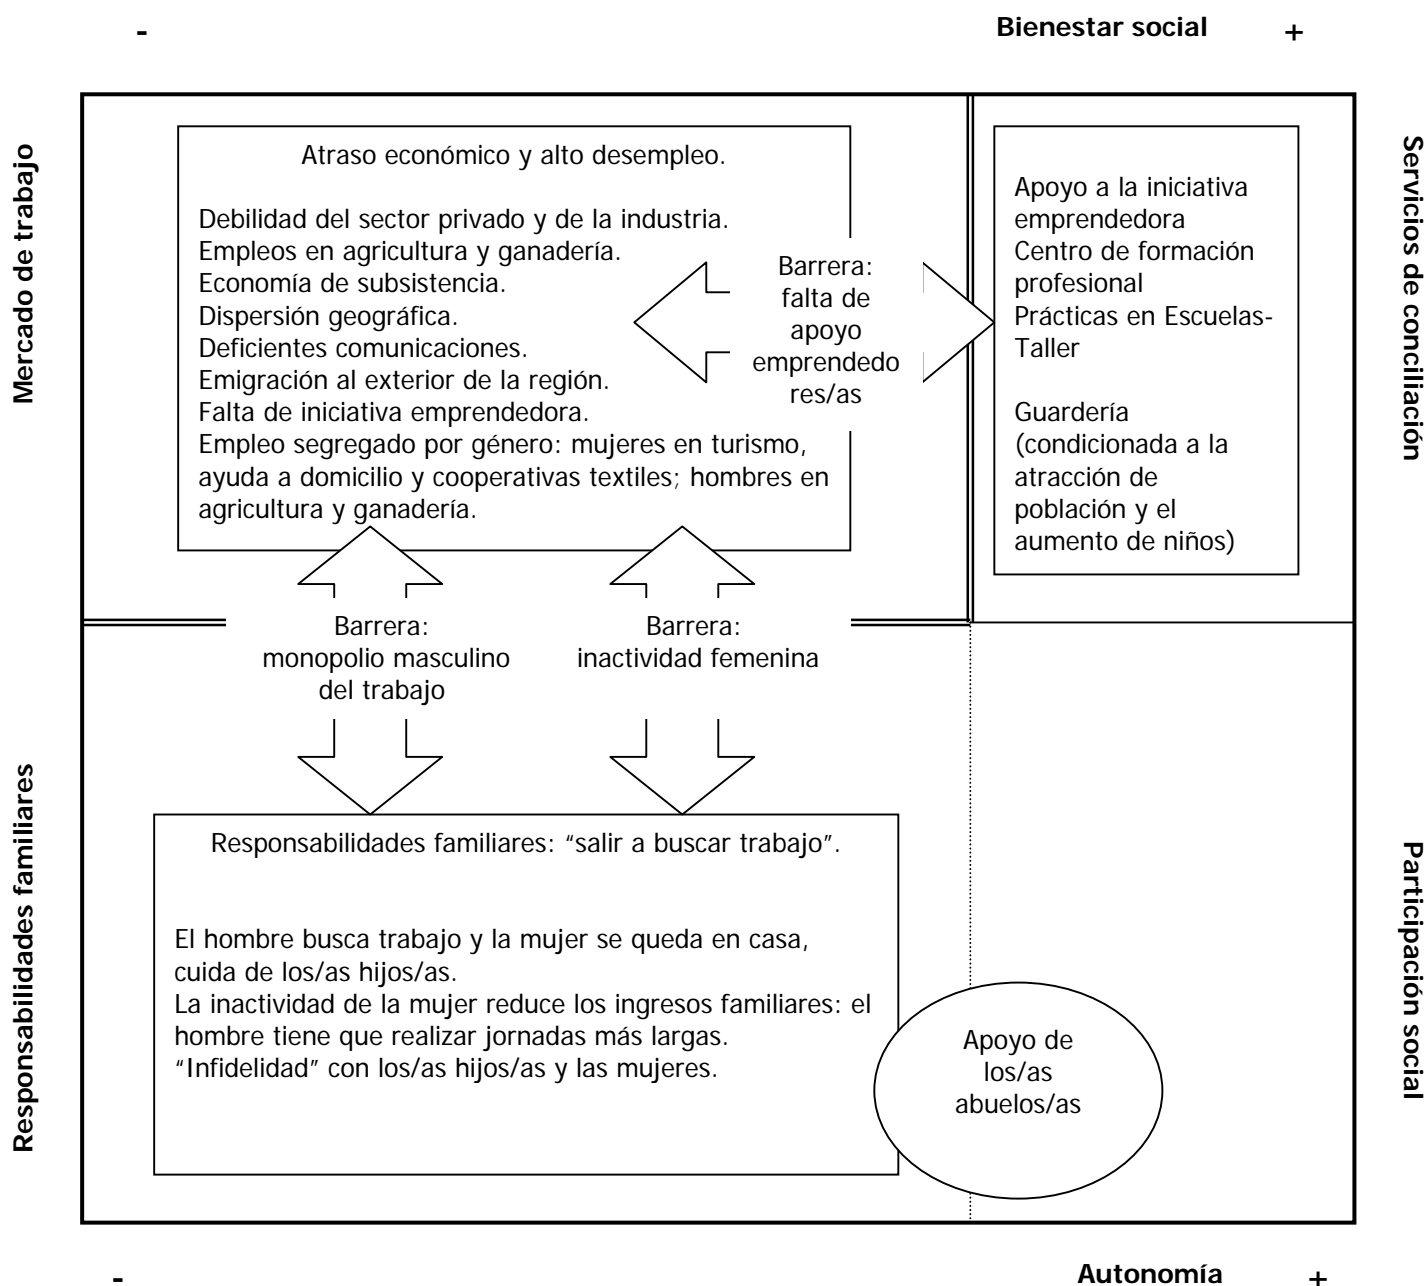 - Bienestar social +
Mercado de trabajo
Atraso económico y alto desempleo.
Debilidad del sector privado y de la industria.
Empleos en agricultura y ganadería.
Economía de subsistencia.
Dispersión geográfica.
Deficientes comunicaciones.
Emigración al exterior de la región.
Falta de iniciativa emprendedora.
Empleo segregado por género: mujeres en turismo,
ayuda a domicilio y cooperativas textiles; hombres en
agricultura y ganadería.
Barrera:
falta de
apoyo
emprendedo
res/as
Apoyo a la iniciativa
emprendedora
Centro de formación
profesional
Prácticas en Escuelas-
Taller
Guardería
(condicionada a la
atracción de
población y el
aumento de niños)
Servicios de conciliación
Barrera:
monopolio masculino
del trabajo
Barrera:
inactividad femenina
Responsabilidades familiares
Responsabilidades familiares: “salir a buscar trabajo”.
El hombre busca trabajo y la mujer se queda en casa,
cuida de los/as hijos/as.
La inactividad de la mujer reduce los ingresos familiares: el
hombre tiene que realizar jornadas más largas.
“Infidelidad” con los/as hijos/as y las mujeres.
Apoyo de
los/as
abuelos/as
Participación social
- Autonomía +